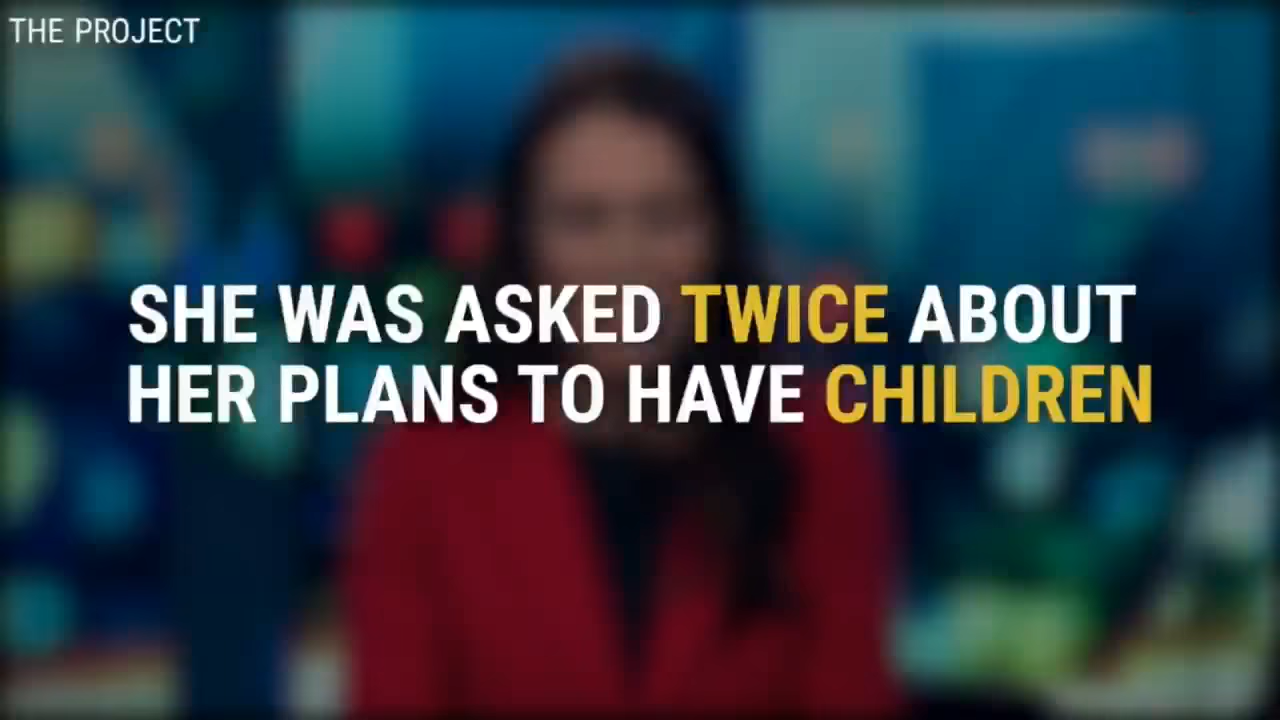 THE PROJECT
SHE WAS ASKED TWICE ABOUT
HER PLANS TO HAVE CHILDREN